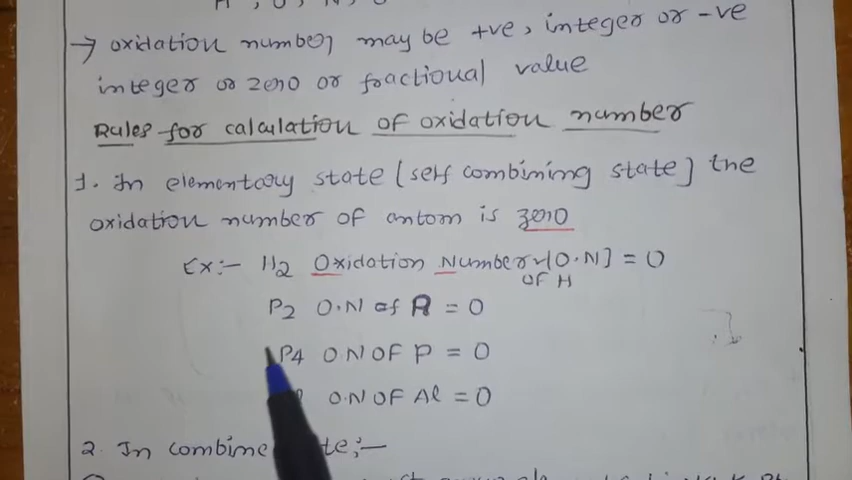 → oxidation number may be +ve, integer or -ve
integer or zero or fractional value
Rules for calculation of oxidation number
1. In elementary state [self combining state] the
oxidation number of antom is zero
Ex:- H2 Oxidation Number [O.N] = 0
OF H
P2 O.N of = 0
P4 O.N OF P = 0
O.N OF Al = 0
2. In combine te;-